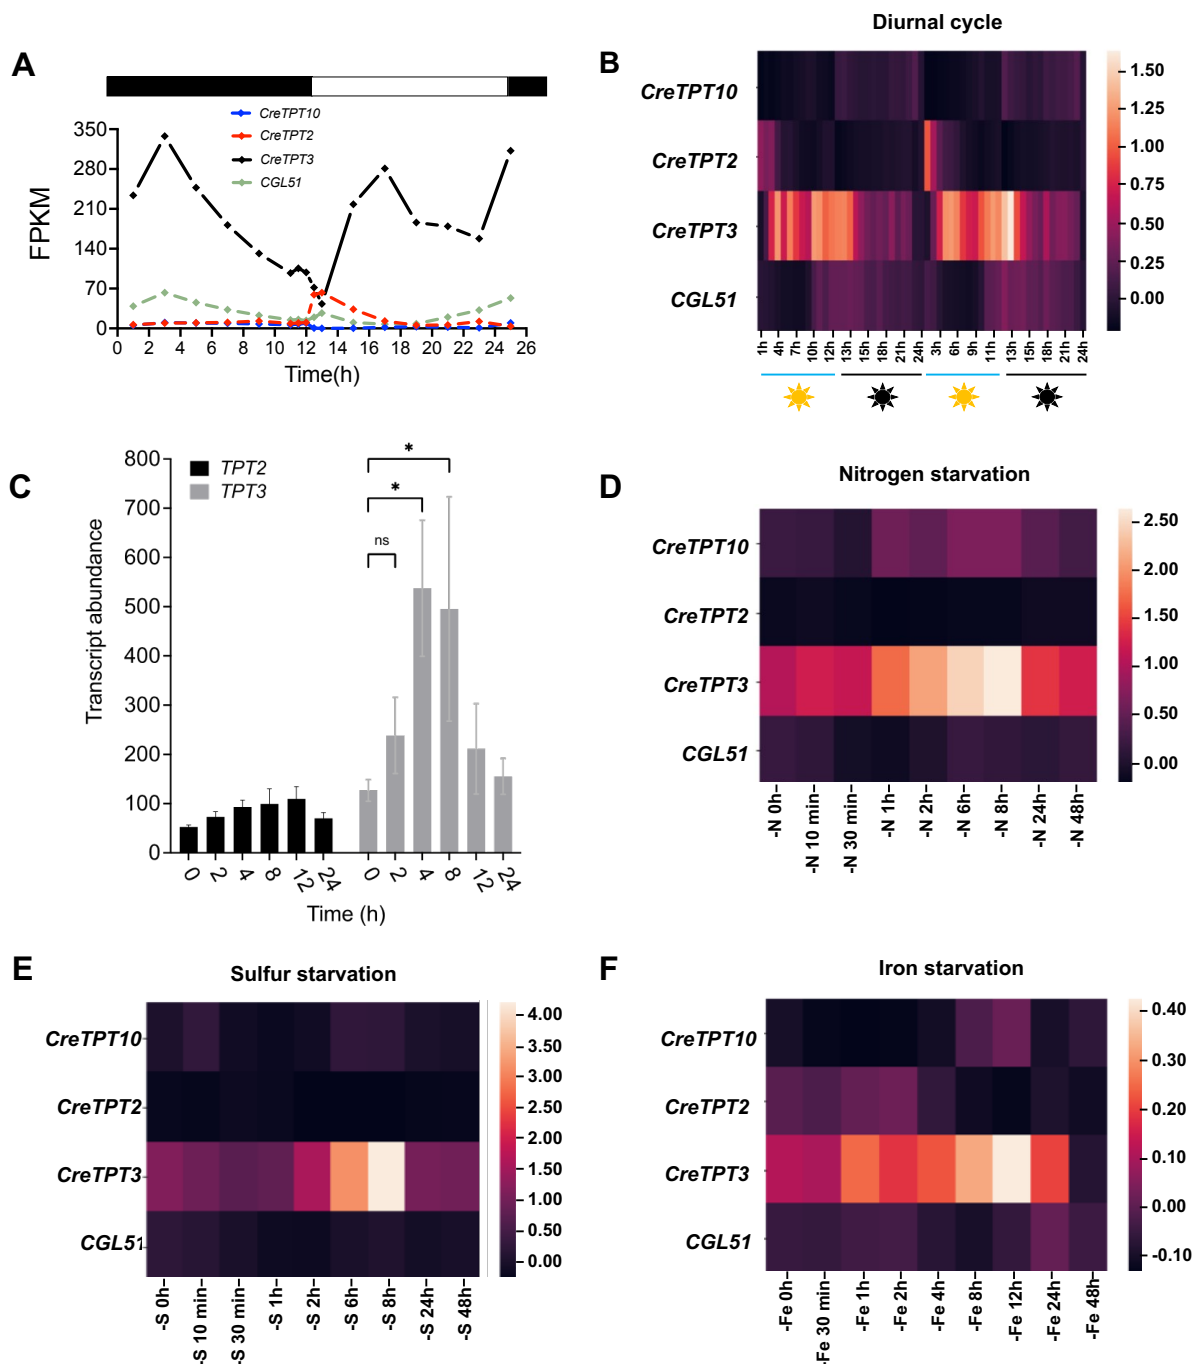 A
CreTPT10
CreTPT2
CreTPT3
CGL51
FPKM
350
280
210
140
70
0
0 2 4 6 8 10 12 14 16 18 20 22 24 26 28
Time(h)
Diurnal cycle
B
CreTPT10
CreTPT2
CreTPT3
CGL51
1.50
1.25
1.00
0.75
0.50
0.25
0.00
1h 4h 7h 10h 12h 13h 15h 18h 21h 24h 3h 6h 9h 11h 13h 15h 18h 21h 24h
C
TPT2
TPT3
* 
*
ns
Transcript abundance
800
700
600
500
400
300
200
100
0
0 2 4 8 12 24 0 2 4 8 12 24
Time (h)
D
Nitrogen starvation
CreTPT10
CreTPT2
CreTPT3
CGL51
2.50
2.00
1.50
1.00
0.50
0.00
-N 0h
-N 10 min
-N 30 min
-N 1h
-N 2h
-N 6h
-N 8h
-N 24h
-N 48h
E
Sulfur starvation
CreTPT10
CreTPT2
CreTPT3
CGL51
4.00
3.50
3.00
2.50
2.00
1.50
1.00
0.50
0.00
-S 0h
-S 10 min
-S 30 min
-S 1h
-S 2h
-S 6h
-S 8h
-S 24h
-S 48h
F
Iron starvation
CreTPT10
CreTPT2
CreTPT3
CGL51
0.40
0.30
0.20
0.10
0.00
-0.10
-Fe 0h
-Fe 30 min
-Fe 1h
-Fe 2h
-Fe 4h
-Fe 8h
-Fe 12h
-Fe 24h
-Fe 48h